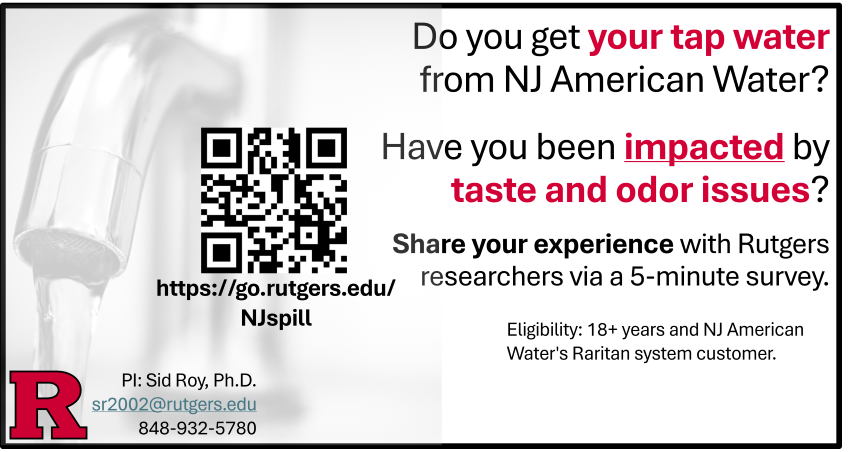 Do you get your tap water
from NJ American Water?
Have you been impacted by
taste and odor issues?
Share your experience with Rutgers
researchers via a 5-minute survey.
Eligibility: 18+ years and NJ American
Water's Raritan system customer.
https://go.rutgers.edu/
NJspill
PI: Sid Roy, Ph.D.
sr2002@rutgers.edu
848-932-5780
R